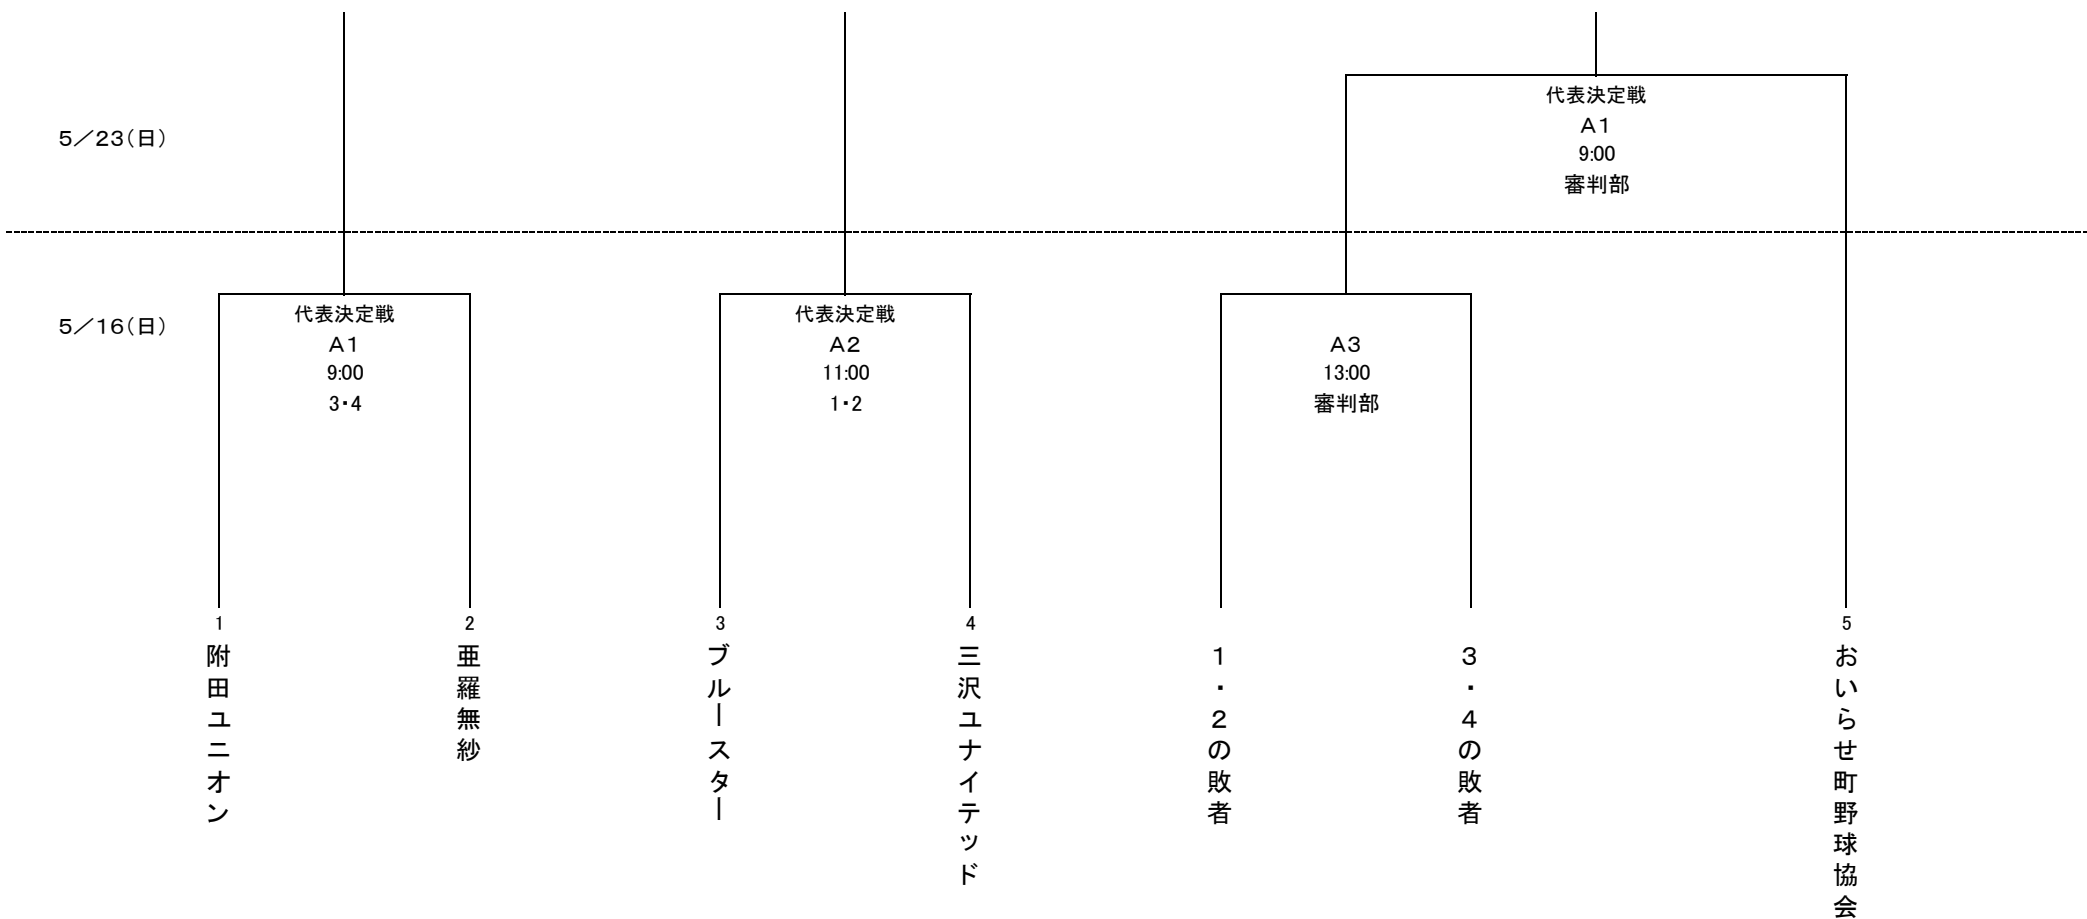 代表決定戦
A1
9:00
審判部
5／23(日)
5／16(日)
代表決定戦
A1
9:00
3・4
代表決定戦
A2
11:00
1・2
A3
13:00
審判部
1
附田ユニオン
2
亜羅無紗
3
ブルースター
4
三沢ユナイテッド
1・2の敗者
3・4の敗者
5
おいらせ町野球協会